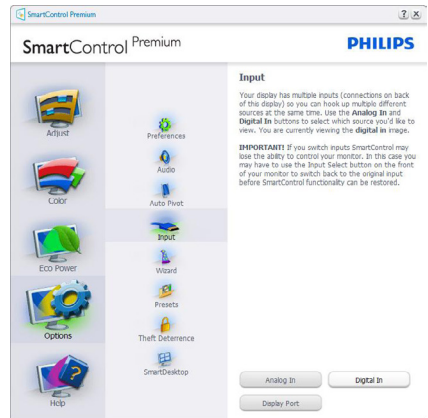 SmartControl Premium
? X
SmartControl Premium
PHILIPS
Adjust
Color
Eco Power
Options
Help
Preferences
Audio
Auto Pivot
Input
Wizard
Presets
Theft Deterrence
SmartDesktop
Input
Your display has multiple inputs (connections on back
of this display) so you can hook up multiple different
sources at the same time. Use the Analog In and
Digital In buttons to select which source you'd like to
view. You are currently viewing the digital in image.
IMPORTANT! If you switch inputs SmartControl may
lose the ability to control your monitor. In this case you
may have to use the Input Select button on the front
of your monitor to switch back to the original input
before SmartControl functionality can be restored.
Analog In
Digital In
Display Port